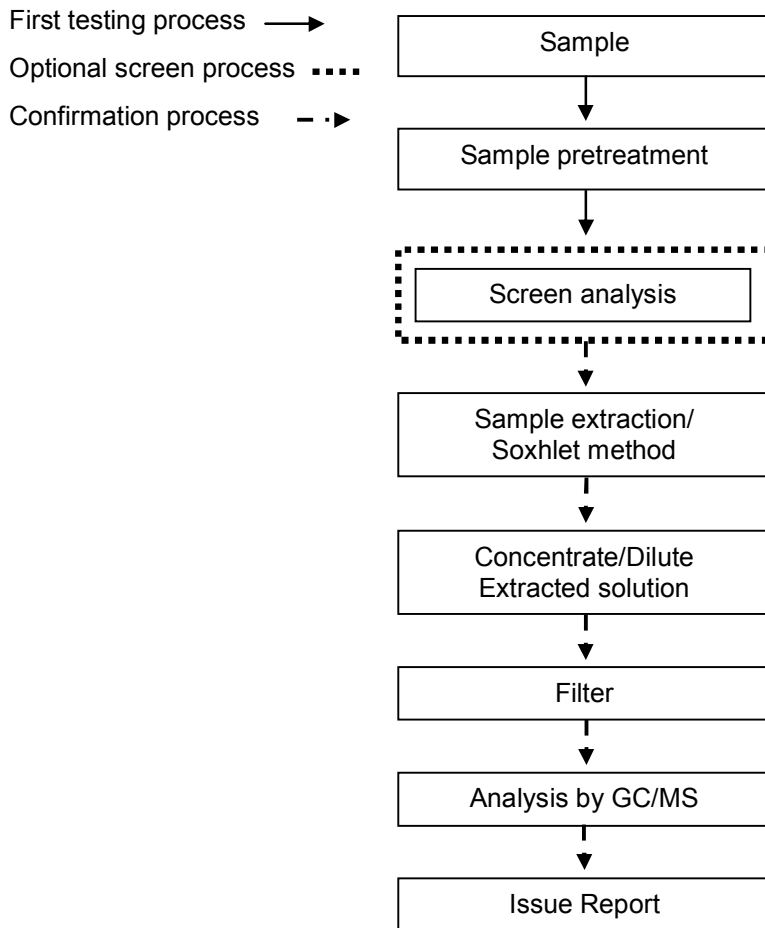 First testing process
Optional screen process
Confirmation process
Sample
Sample pretreatment
Screen analysis
Sample extraction/
Soxhlet method
Concentrate/Dilute
Extracted solution
Filter
Analysis by GC/MS
Issue Report